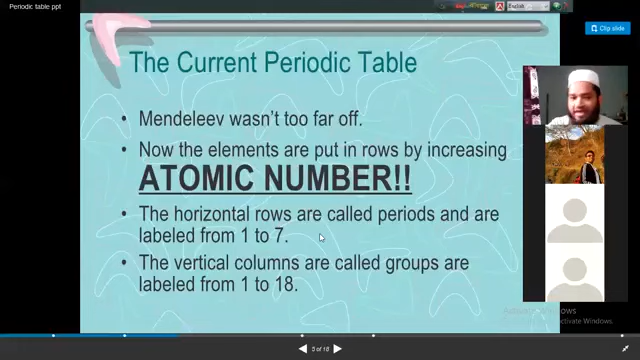 Periodic table ppt
English
Clip slide
The Current Periodic Table
• Mendeleev wasn't too far off.
• Now the elements are put in rows by increasing
ATOMIC NUMBER!!
• The horizontal rows are called periods and are
labeled from 1 to 7.
• The vertical columns are called groups are
labeled from 1 to 18.
Activate Windows.
5 of 18